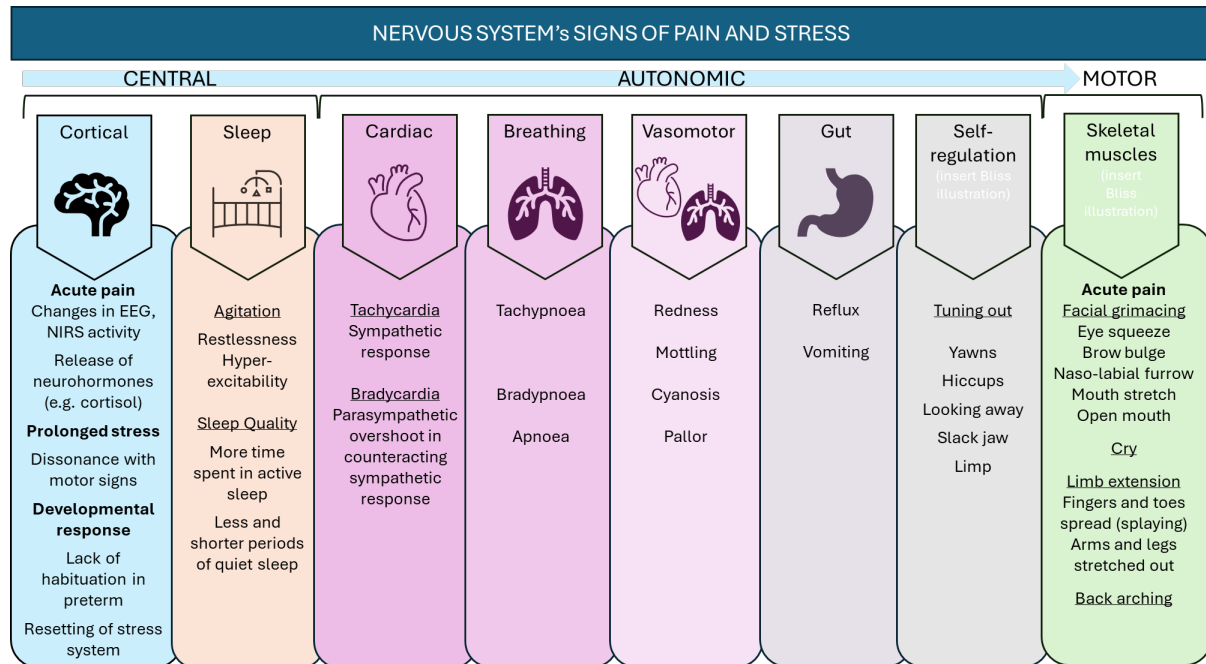 NERVOUS SYSTEM's SIGNS OF PAIN AND STRESS
CENTRAL
AUTONOMIC
MOTOR
Cortical
Acute pain
Changes in EEG,
NIRS activity
Release of
neurohormones
(e.g. cortisol)
Prolonged stress
Dissonance with
motor signs
Developmental
response
Lack of
habituation in
preterm
Resetting of stress
system
Sleep
Agitation
Restlessness
Hyper-
excitability
Sleep Quality
More time
spent in active
sleep
Less and
shorter periods
of quiet sleep
Cardiac
Tachycardia
Sympathetic
response
Bradycardia
Parasympathetic
overshoot in
counteracting
sympathetic
response
Breathing
Tachypnoea
Bradypnoea
Apnoea
Vasomotor
Redness
Mottling
Cyanosis
Pallor
Gut
Reflux
Vomiting
Self-
regulation
(insert Bliss
illustration)
Tuning out
Yawns
Hiccups
Looking away
Slack jaw
Limp
Skeletal
muscles
(insert
Bliss
illustration)
Acute pain
Facial grimacing
Eye squeeze
Brow bulge
Naso-labial furrow
Mouth stretch
Open mouth
Cry
Limb extension
Fingers and toes
spread (splaying)
Arms and legs
stretched out
Back arching